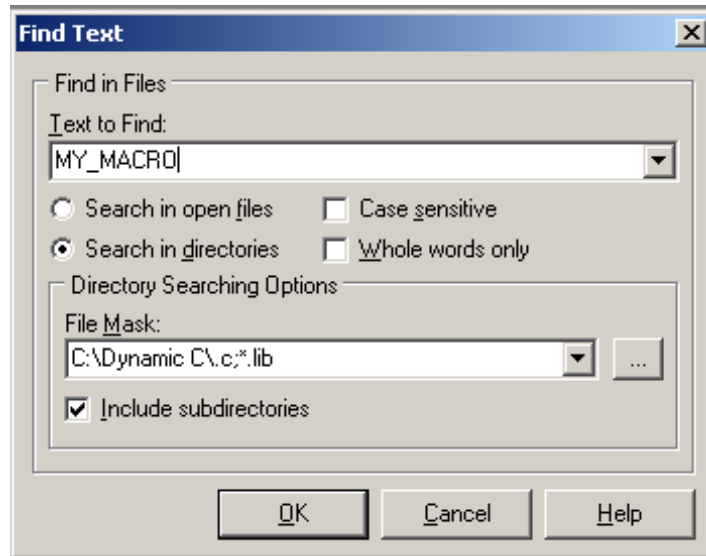 Find Text
Find in Files
Text to Find:
MY_MACRO
Search in open files
Case sensitive
Search in directories
Whole words only
Directory Searching Options
File Mask:
C:\Dynamic C\.c;*.lib
...
Include subdirectories
OK
Cancel
Help